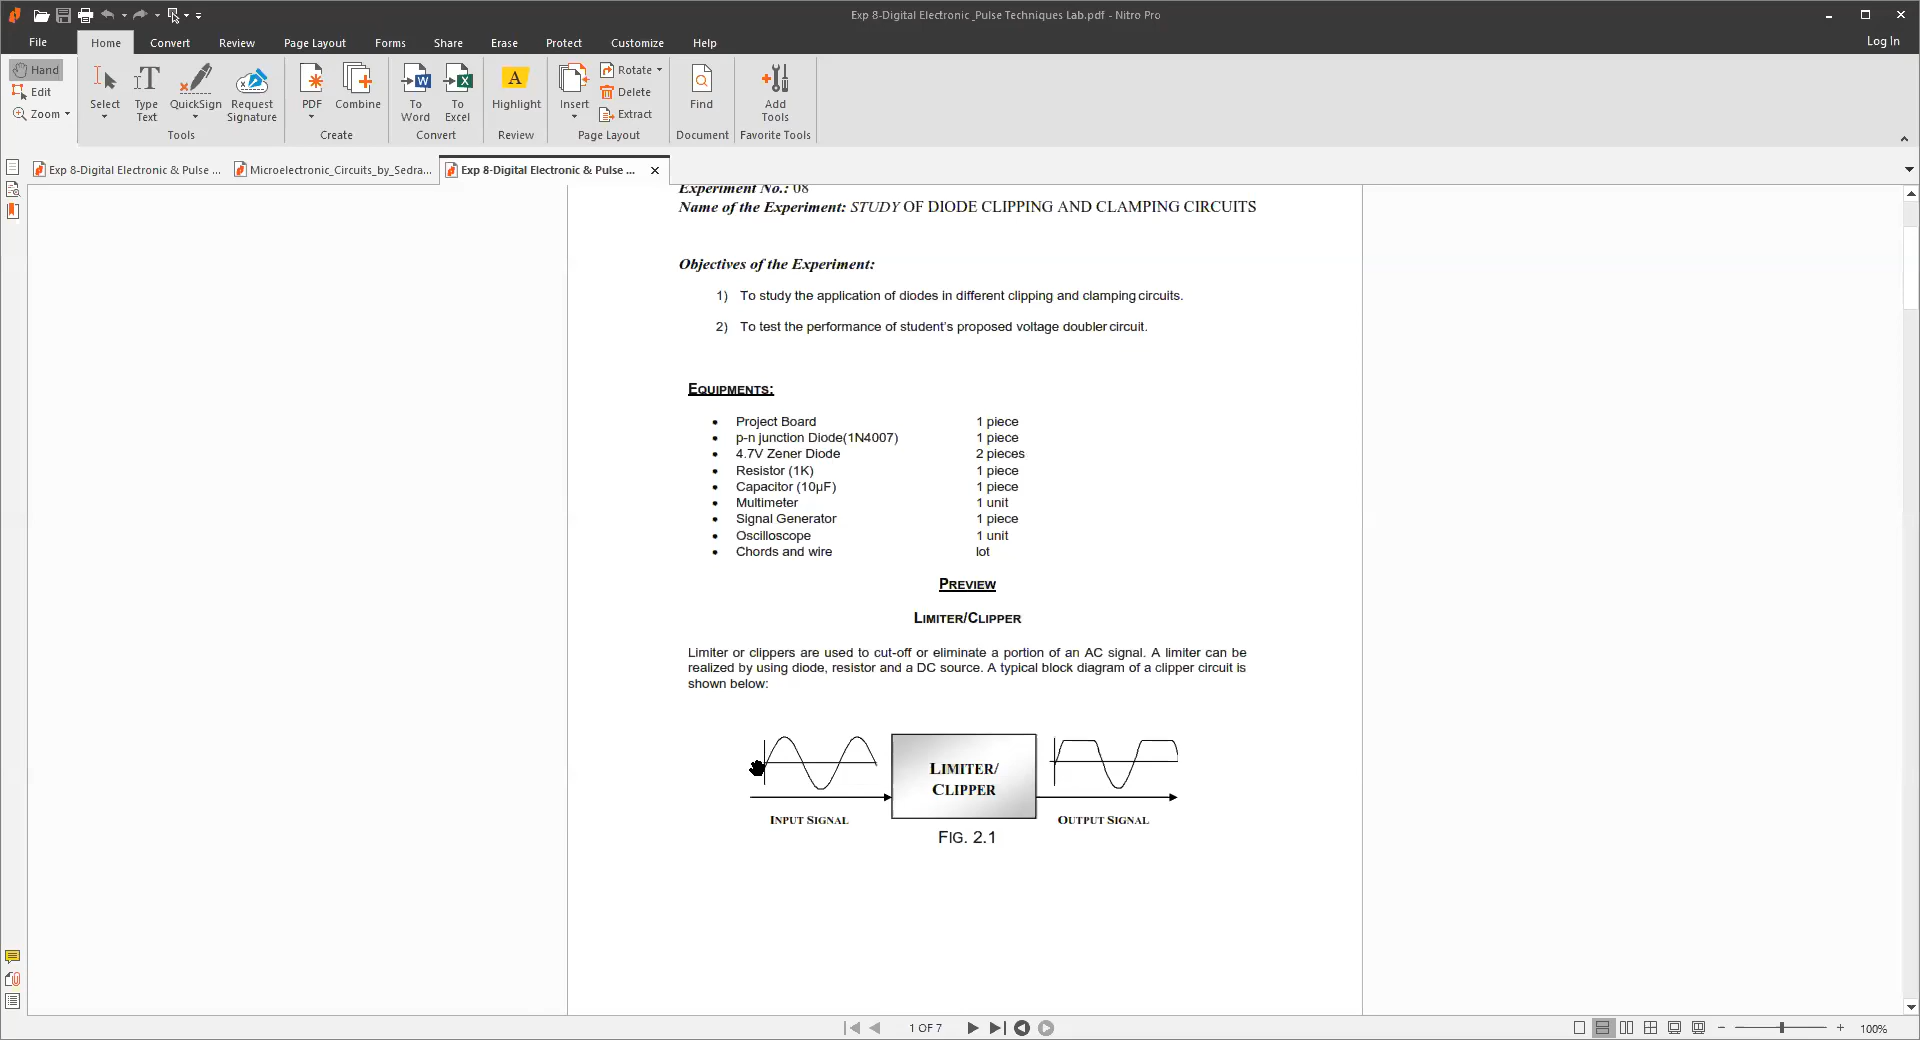 Exp 8-Digital Electronic _Pulse Techniques Lab.pdf - Nitro Pro
File Home Convert Review Page Layout Forms Share Erase Protect Customize Help Log In
Hand
Edit
Zoom
Select
Type Text
QuickSign
Request Signature
Tools
PDF
Combine
Create
To Word
To Excel
Convert
Highlight
Review
Insert
Rotate
Delete
Extract
Page Layout
Find
Document
Add Tools
Favorite Tools
Exp 8-Digital Electronic & Pulse ... Microelectronic_Circuits_by_Sedra... Exp 8-Digital Electronic & Pulse ...
Experiment No.: 08
Name of the Experiment: STUDY OF DIODE CLIPPING AND CLAMPING CIRCUITS
Objectives of the Experiment:
1) To study the application of diodes in different clipping and clamping circuits.
2) To test the performance of student's proposed voltage doubler circuit.
EQUIPMENTS:
• Project Board 1 piece
• p-n junction Diode(1N4007) 1 piece
• 4.7V Zener Diode 2 pieces
• Resistor (1K) 1 piece
• Capacitor (10μF) 1 piece
• Multimeter 1 unit
• Signal Generator 1 piece
• Oscilloscope 1 unit
• Chords and wire lot
PREVIEW
LIMITER/CLIPPER
Limiter or clippers are used to cut-off or eliminate a portion of an AC signal. A limiter can be
realized by using diode, resistor and a DC source. A typical block diagram of a clipper circuit is
shown below:
LIMITER/
CLIPPER
INPUT SIGNAL
OUTPUT SIGNAL
FIG. 2.1
1 OF 7
100%